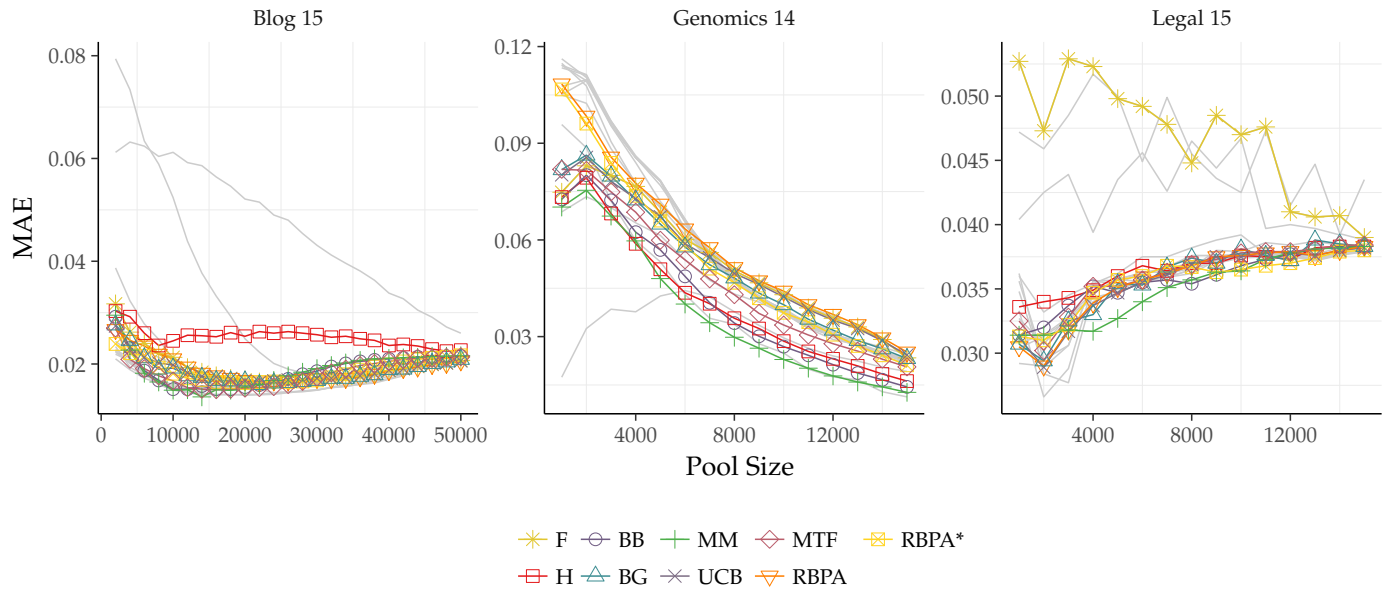 Blog 15
Genomics 14
Legal 15
MAE
0.08
0.06
0.04
0.02
0 10000 20000 30000 40000 50000
0.12
0.09
0.06
0.03
4000 8000 12000
0.050
0.045
0.040
0.035
0.030
4000 8000 12000
Pool Size
F BB MM MTF RBPA*
H BG UCB RBPA